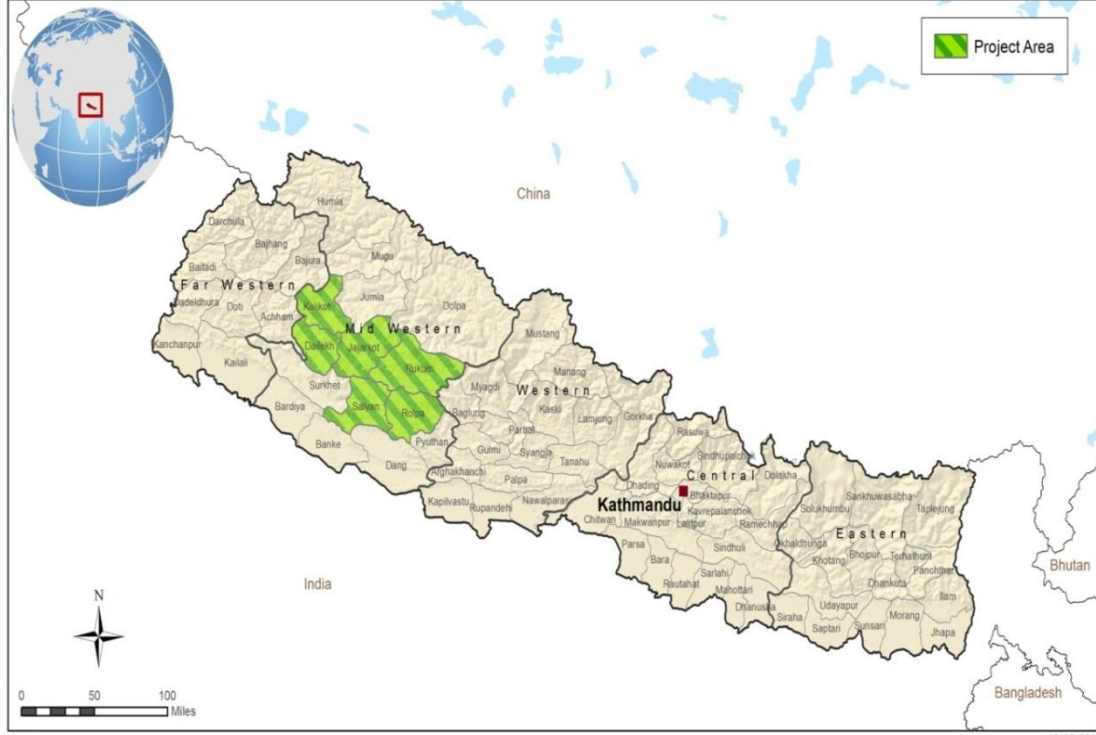 Project Area
China
Humla
Darchula
Bajhang
Mugu
Bajura
Baitadi
Far Western
Jumla
Dolpa
Dadeldhura
Doti
Kalikot
Achham
Mid Western
Mustang
Kanchanpur
Dailekh
Jajarkot
Kailali
Rukum
Manang
Surkhet
Myagdi
Western
Bardiya
Salyan
Rolpa
Baglung
Kaski
Lamjung
Gorkha
Parbat
Rasuwa
Banke
Pyuthan
Gulmi
Syangja
Sindhupalchok
Dang
Tanahu
Nuwakot
Central
Dolakha
Arghakhanchi
Palpa
Dhading
Kapilvastu
Rupandehi
Nawalparasi
Kathmandu
Bhaktapur
Kavrepalanchok
Solukhumbu
Sankhuwasabha
Taplejung
Chitwan
Makwanpur
Lalitpur
Ramechhap
Eastern
Parsa
Sindhuli
Okhaldhunga
Khotang
Bhojpur
Terhathum
Panchthar
Bhutan
Bara
Sarlahi
Dhankuta
India
Rautahat
Mahottari
Ilam
Dhanusha
Siraha
Udayapur
Morang
Saptari
Sunsari
Jhapa
N
Bangladesh
0 50 100
Miles